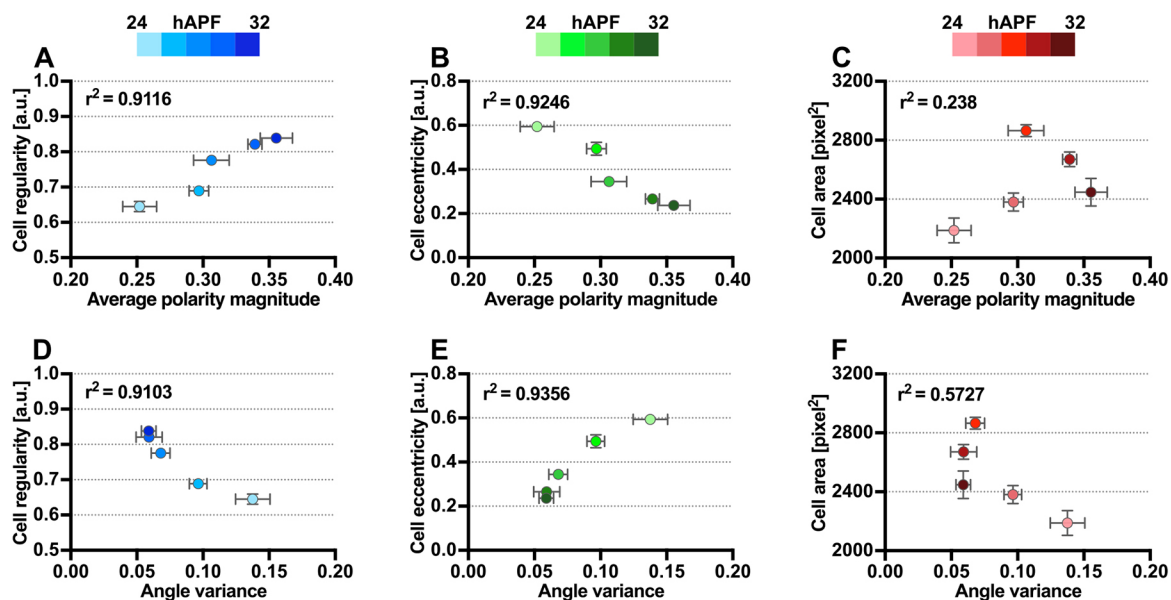 24 hAPF 32
A
Cell regularity [a.u.]
1.0
0.9
0.8
0.7
0.6
0.5
r² = 0.9116
0.20 0.25 0.30 0.35 0.40
Average polarity magnitude
24 hAPF 32
B
Cell eccentricity [a.u.]
0.8
0.6
0.4
0.2
0.0
r² = 0.9246
0.20 0.25 0.30 0.35 0.40
Average polarity magnitude
24 hAPF 32
C
Cell area [pixel²]
3200
2800
2400
2000
r² = 0.238
0.20 0.25 0.30 0.35 0.40
Average polarity magnitude
D
Cell regularity [a.u.]
1.0
0.9
0.8
0.7
0.6
0.5
r² = 0.9103
0.00 0.05 0.10 0.15 0.20
Angle variance
E
Cell eccentricity [a.u.]
0.8
0.6
0.4
0.2
0.0
r² = 0.9356
0.00 0.05 0.10 0.15 0.20
Angle variance
F
Cell area [pixel²]
3200
2800
2400
2000
r² = 0.5727
0.00 0.05 0.10 0.15 0.20
Angle variance